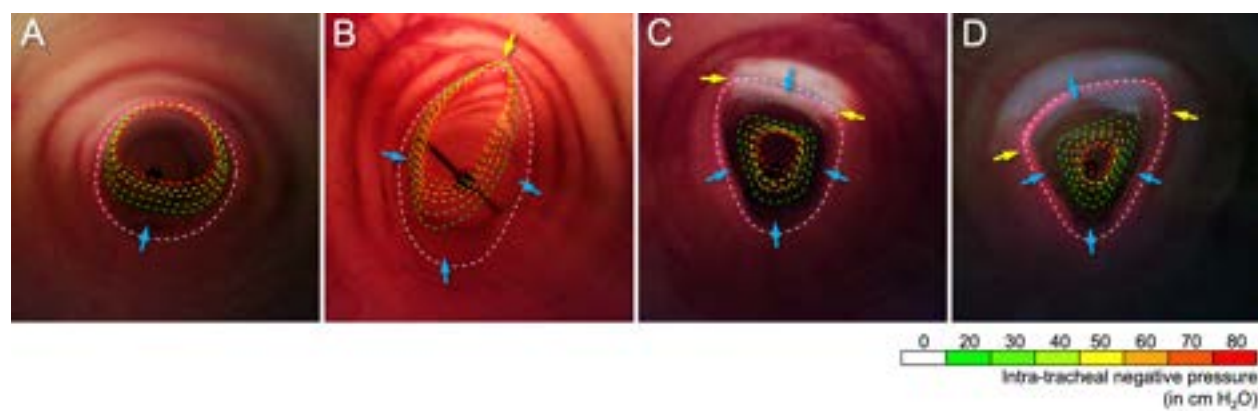 A B C D
0 20 30 40 50 60 70 80
Intra-tracheal negative pressure
(in cm H₂O)